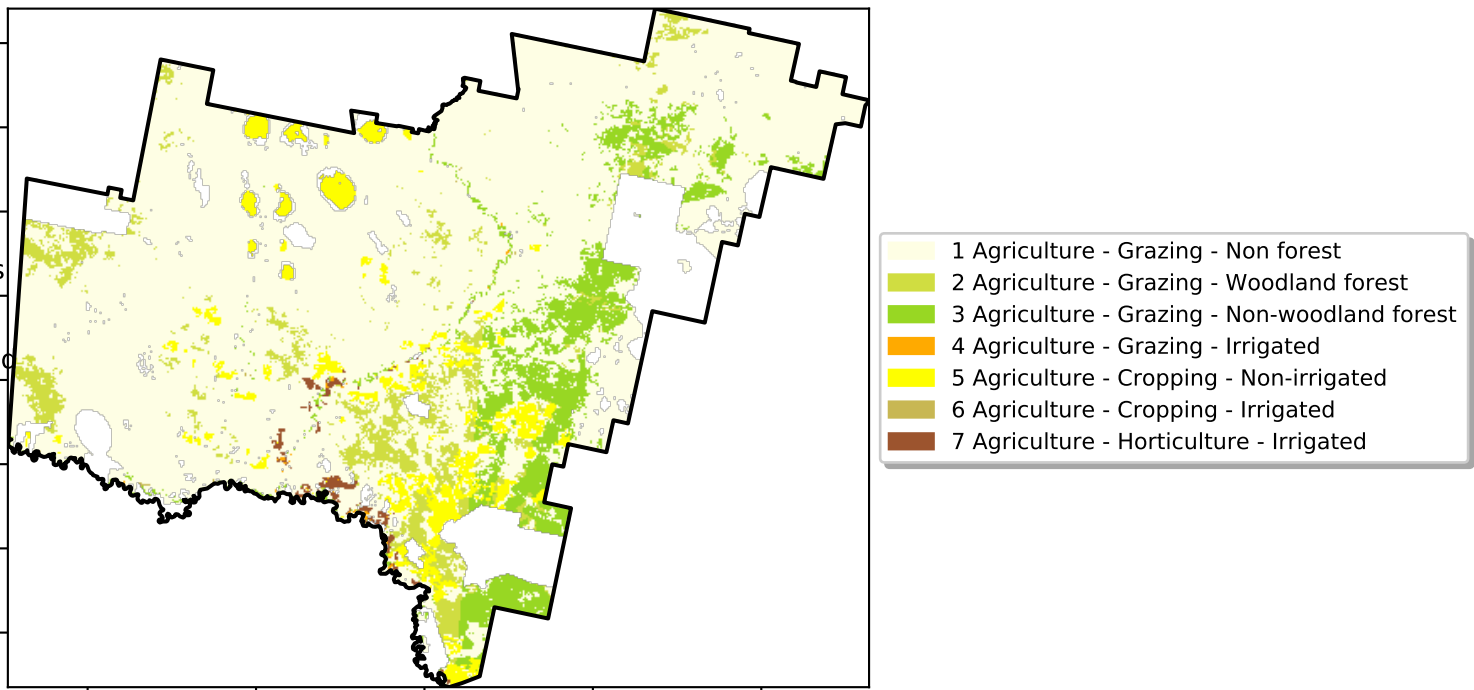 1 Agriculture - Grazing - Non forest
2 Agriculture - Grazing - Woodland forest
3 Agriculture - Grazing - Non-woodland forest
4 Agriculture - Grazing - Irrigated
5 Agriculture - Cropping - Non-irrigated
6 Agriculture - Cropping - Irrigated
7 Agriculture - Horticulture - Irrigated